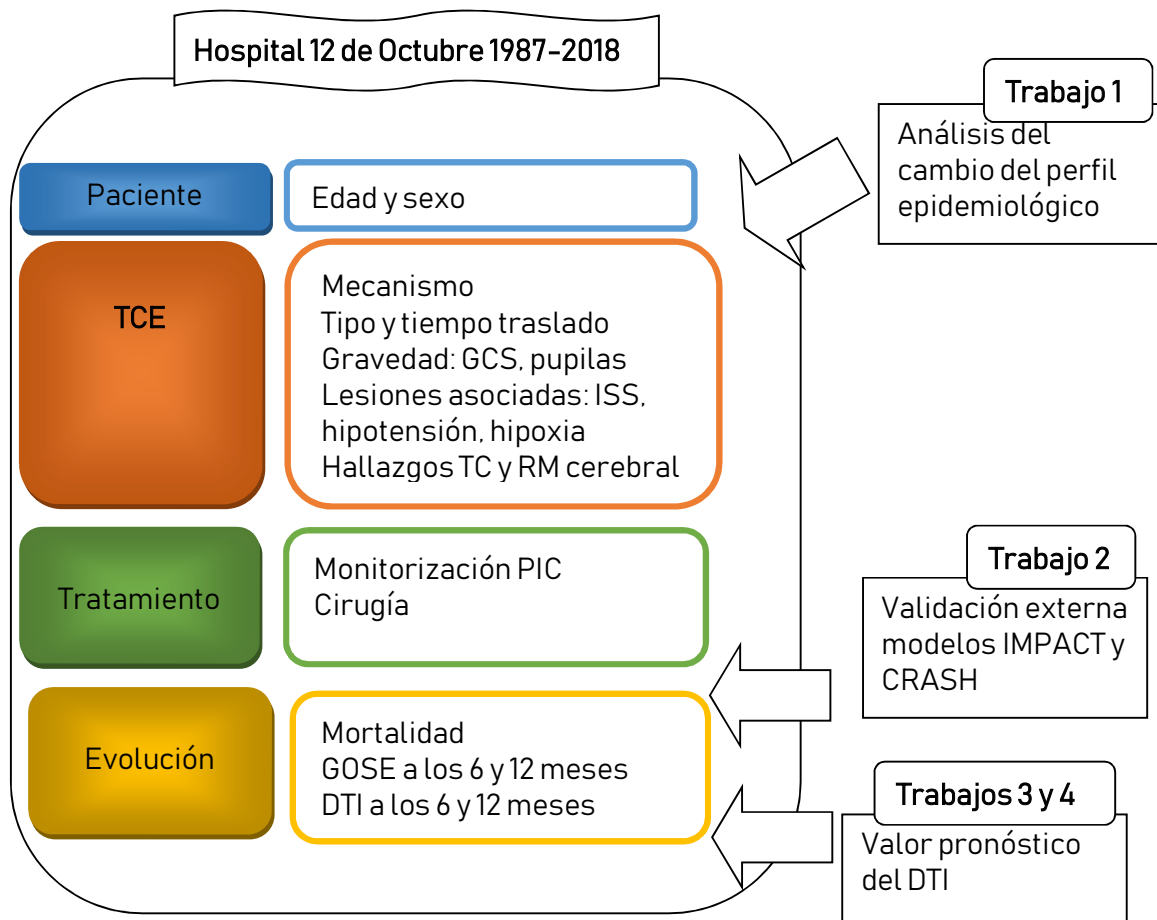 Hospital 12 de Octubre 1987-2018
Trabajo 1
Análisis del
cambio del perfil
epidemiológico
Paciente
Edad y sexo
TCE
Mecanismo
Tipo y tiempo traslado
Gravedad: GCS, pupilas
Lesiones asociadas: ISS,
hipotensión, hipoxia
Hallazgos TC y RM cerebral
Tratamiento
Monitorización PIC
Cirugía
Trabajo 2
Validación externa
modelos IMPACT y
CRASH
Evolución
Mortalidad
GOSE a los 6 y 12 meses
DTI a los 6 y 12 meses
Trabajos 3 y 4
Valor pronóstico
del DTI